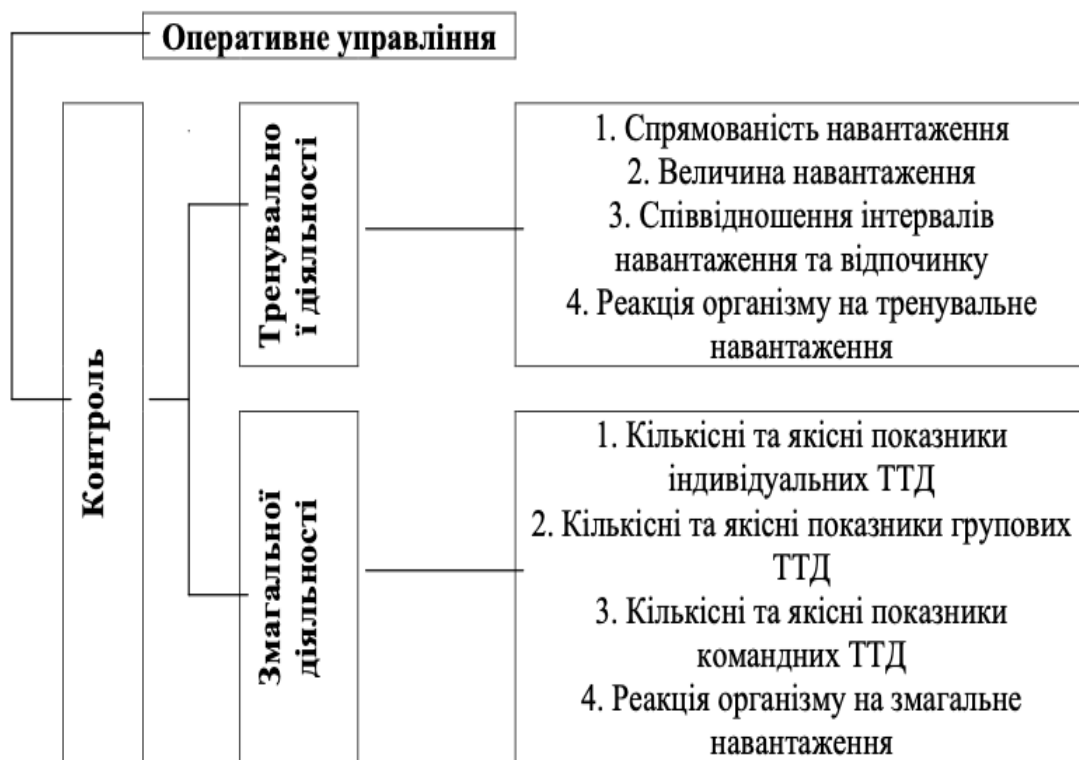 Оперативне управління
Контроль
Тренувально
ї діяльності
1. Спрямованість навантаження
2. Величина навантаження
3. Співвідношення інтервалів
навантаження та відпочинку
4. Реакція організму на тренувальне
навантаження
Змагальної
діяльності
1. Кількісні та якісні показники
індивідуальних ТТД
2. Кількісні та якісні показники групових
ТТД
3. Кількісні та якісні показники
командних ТТД
4. Реакція організму на змагальне
навантаження